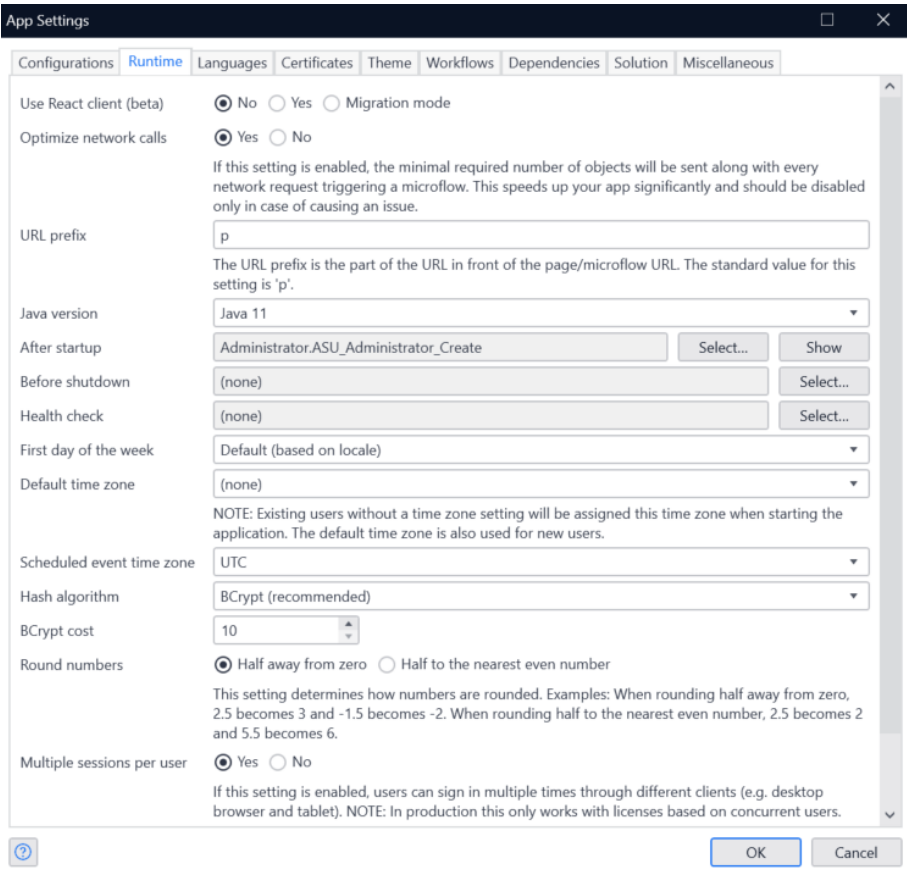 App Settings
Configurations Runtime Languages Certificates Theme Workflows Dependencies Solution Miscellaneous
Use React client (beta) No Yes Migration mode
Optimize network calls Yes No
If this setting is enabled, the minimal required number of objects will be sent along with every
network request triggering a microflow. This speeds up your app significantly and should be disabled
only in case of causing an issue.
URL prefix p
The URL prefix is the part of the URL in front of the page/microflow URL. The standard value for this
setting is 'p'.
Java version Java 11
After startup Administrator.ASU_Administrator_Create Select... Show
Before shutdown (none) Select...
Health check (none) Select...
First day of the week Default (based on locale)
Default time zone (none)
NOTE: Existing users without a time zone setting will be assigned this time zone when starting the
application. The default time zone is also used for new users.
Scheduled event time zone UTC
Hash algorithm BCrypt (recommended)
BCrypt cost 10
Round numbers Half away from zero Half to the nearest even number
This setting determines how numbers are rounded. Examples: When rounding half away from zero,
2.5 becomes 3 and -1.5 becomes -2. When rounding half to the nearest even number, 2.5 becomes 2
and 5.5 becomes 6.
Multiple sessions per user Yes No
If this setting is enabled, users can sign in multiple times through different clients (e.g. desktop
browser and tablet). NOTE: In production this only works with licenses based on concurrent users.
? OK Cancel